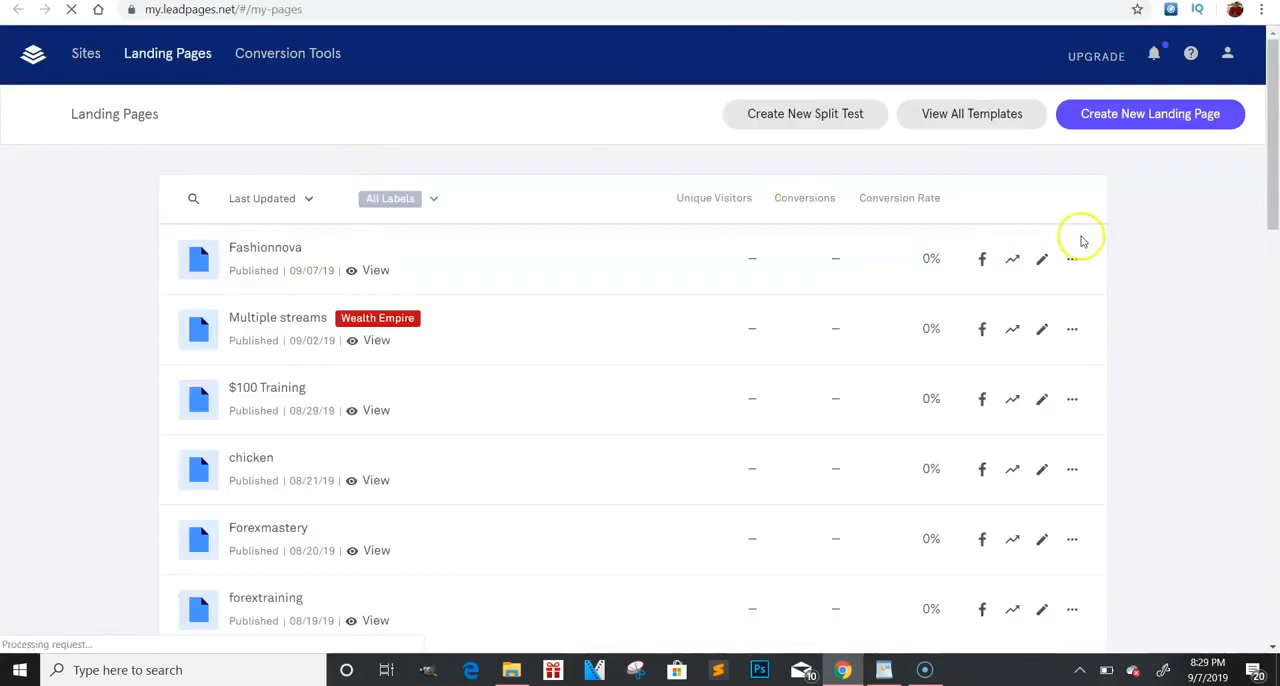 my.leadpages.net/#/my-pages
IQ
Sites Landing Pages Conversion Tools UPGRADE
Landing Pages Create New Split Test View All Templates Create New Landing Page
Last Updated All Labels Unique Visitors Conversions Conversion Rate
Fashionnova
Published | 09/07/19 | View – – 0%
Multiple streams Wealth Empire
Published | 09/02/19 | View – – 0%
$100 Training
Published | 08/29/19 | View – – 0%
chicken
Published | 08/21/19 | View – – 0%
Forexmastery
Published | 08/20/19 | View – – 0%
forextraining
Published | 08/19/19 | View – – 0%
Processing request...
Type here to search Ps 10 8:29 PM
9/7/2019 20